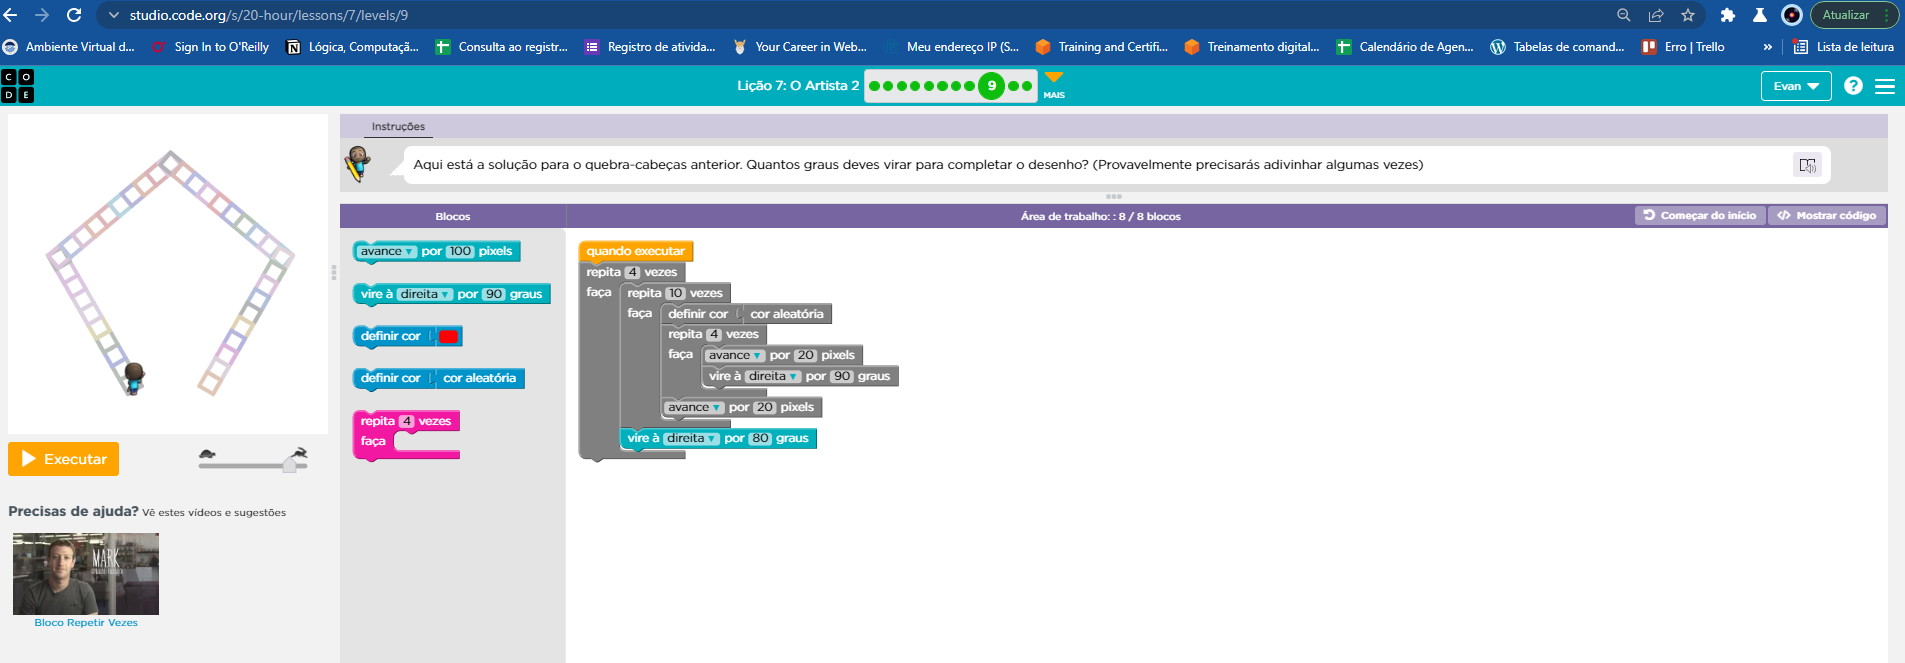 studio.code.org/s/20-hour/lessons/7/levels/9
Atualizar
Ambiente Virtual d...
Sign In to O'Reilly
Lógica, Computaçã...
Consulta ao registr...
Registro de ativida...
Your Career in Web...
Meu endereço IP (S...
Training and Certifi...
Treinamento digital...
Calendário de Agen...
Tabelas de comand...
Erro | Trello
»
Lista de leitura
C O
D E
Lição 7: O Artista 2
9
MAIS
Evan
?
Instruções
Aqui está a solução para o quebra-cabeças anterior. Quantos graus deves virar para completar o desenho? (Provavelmente precisarás adivinhar algumas vezes)
Blocos
Área de trabalho: : 8 / 8 blocos
Começar do início
Mostrar código
avance por 100 pixels
vire à direita por 90 graus
definir cor
definir cor cor aleatória
repita 4 vezes
faça
quando executar
repita 4 vezes
faça repita 10 vezes
faça definir cor cor aleatória
repita 4 vezes
faça avance por 20 pixels
vire à direita por 90 graus
avance por 20 pixels
vire à direita por 80 graus
Executar
Precisas de ajuda? Vê estes vídeos e sugestões
MARK
Bloco Repetir Vezes